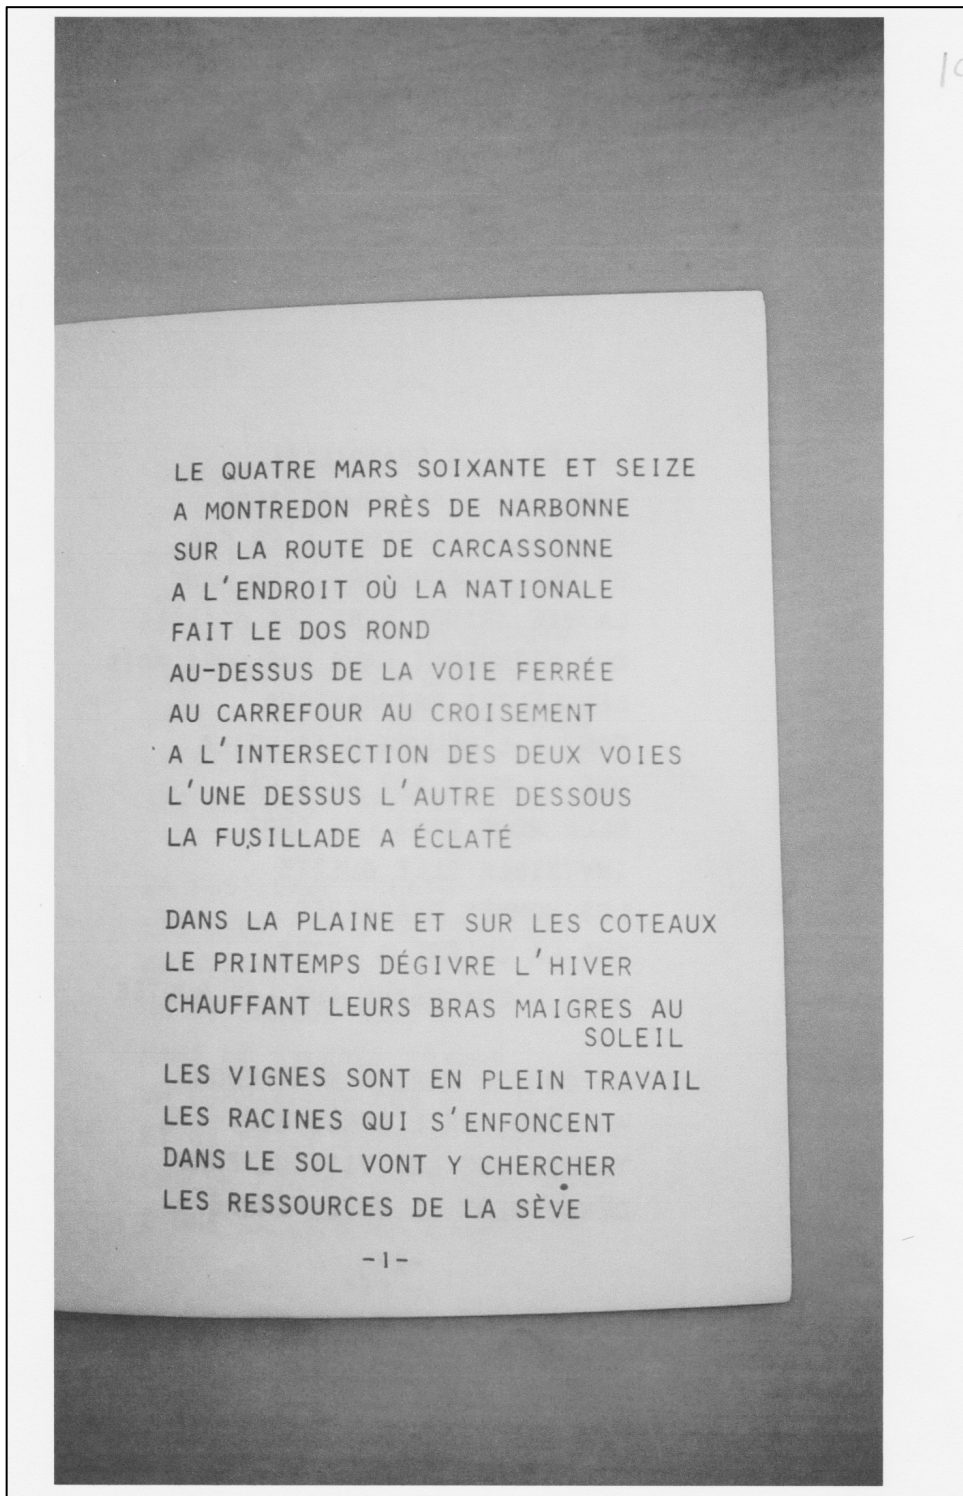 LE QUATRE MARS SOIXANTE ET SEIZE
A MONTREDON PRÈS DE NARBONNE
SUR LA ROUTE DE CARCASSONNE
A L'ENDROIT OÙ LA NATIONALE
FAIT LE DOS ROND
AU-DESSUS DE LA VOIE FERRÉE
AU CARREFOUR AU CROISEMENT
A L'INTERSECTION DES DEUX VOIES
L'UNE DESSUS L'AUTRE DESSOUS
LA FUSILLADE A ÉCLATÉ
DANS LA PLAINE ET SUR LES COTEAUX
LE PRINTEMPS DÉGIVRE L'HIVER
CHAUFFANT LEURS BRAS MAIGRES AU
SOLEIL
LES VIGNES SONT EN PLEIN TRAVAIL
LES RACINES QUI S'ENFONCENT
DANS LE SOL VONT Y CHERCHER
LES RESSOURCES DE LA SÈVE
-1-